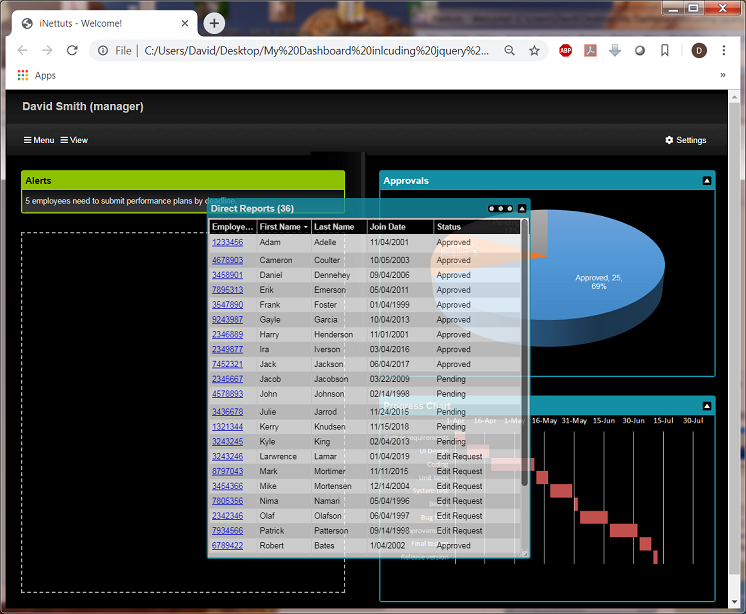 iNettuts - Welcome!
File | C:/Users/David/Desktop/My%20Dashboard%20inlcuding%20jquery%2...
ABP
D
Apps
»
David Smith (manager)
Menu View Settings
Alerts
5 employees need to submit performance plans by deadline
Approvals
Approved, 25,
69%
Direct Reports (36)
Employe... First Name Last Name Join Date Status
1233456 Adam Adelle 11/04/2001 Approved
4678903 Cameron Coulter 10/05/2003 Approved
3458901 Daniel Dennehey 09/04/2006 Approved
7895313 Erik Emerson 05/04/2011 Approved
3547890 Frank Foster 01/04/1999 Approved
9243987 Gayle Garcia 10/04/2013 Approved
2346889 Harry Henderson 11/01/2001 Approved
2349877 Ira Iverson 03/04/2016 Approved
7452321 Jack Jackson 06/04/2017 Approved
2345667 Jacob Jacobson 03/22/2009 Pending
4578893 John Johnson 02/14/1998 Pending
3436678 Julie Jarrod 11/24/2015 Pending
1321344 Kerry Knudsen 11/15/2018 Pending
3243245 Kyle King 02/04/2013 Pending
3243246 Larwrence Lamar 01/04/2019 Edit Request
8797043 Mark Mortimer 11/11/2015 Edit Request
3454366 Mike Mortensen 12/14/2004 Edit Request
7805356 Nima Namari 05/04/1996 Edit Request
2342346 Olaf Olafson 06/04/1997 Edit Request
7934566 Patrick Patterson 09/14/1998 Edit Request
6789422 Robert Bates 1/04/2002 Approved
Progress Chart
1-Apr 16-Apr 1-May 16-May 31-May 15-Jun 30-Jun 15-Jul 30-Jul